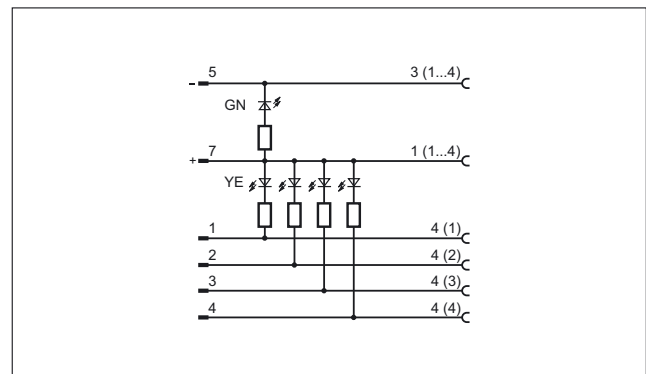 - 5 3 (1...4)
GN
+ 7 1 (1...4)
YE
1 4 (1)
2 4 (2)
3 4 (3)
4 4 (4)